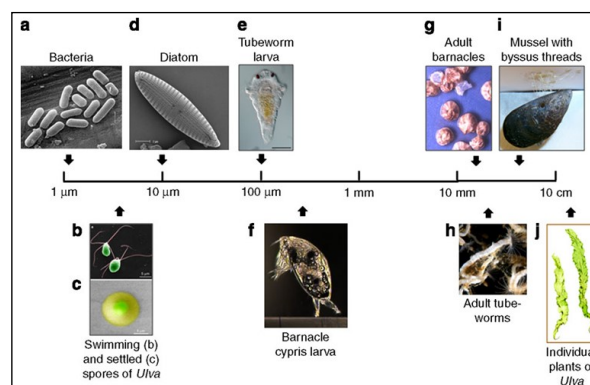 a
Bacteria
d
Diatom
e
Tubeworm
larva
g
Adult
barnacles
i
Mussel with
byssus threads
1 μm
10 μm
100 μm
1 mm
10 mm
10 cm
b
c
Swimming (b)
and settled (c)
spores of Ulva
f
Barnacle
cypris larva
h
Adult tube-
worms
j
Individua
plants o
Ulva